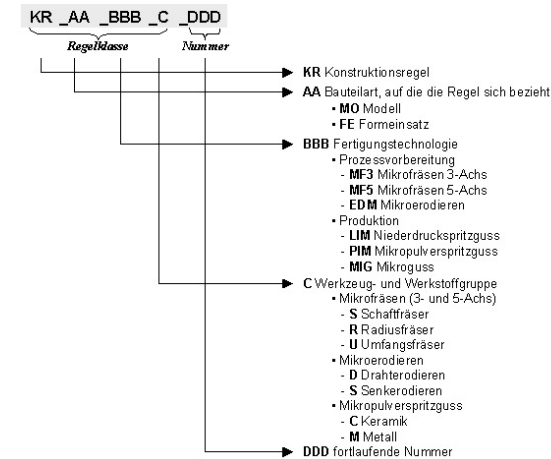 KR _AA _BBB _C _DDD
Regelklasse Nummer
KR Konstruktionsregel
AA Bauteilart, auf die die Regel sich bezieht
▪ MO Modell
▪ FE Formeinsatz
BBB Fertigungstechnologie
▪ Prozessvorbereitung
- MF3 Mikrofräsen 3-Achs
- MF5 Mikrofräsen 5-Achs
- EDM Mikroerodieren
▪ Produktion
- LIM Niederdruckspritzguss
- PIM Mikropulverspritzguss
- MIG Mikroguss
C Werkzeug- und Werkstoffgruppe
▪ Mikrofräsen (3- und 5-Achs)
- S Schaftfräser
- R Radiusfräser
- U Umfangsfräser
▪ Mikroerodieren
- D Drahterodieren
- S Senkerodieren
▪ Mikropulverspritzguss
- C Keramik
- M Metall
DDD fortlaufende Nummer